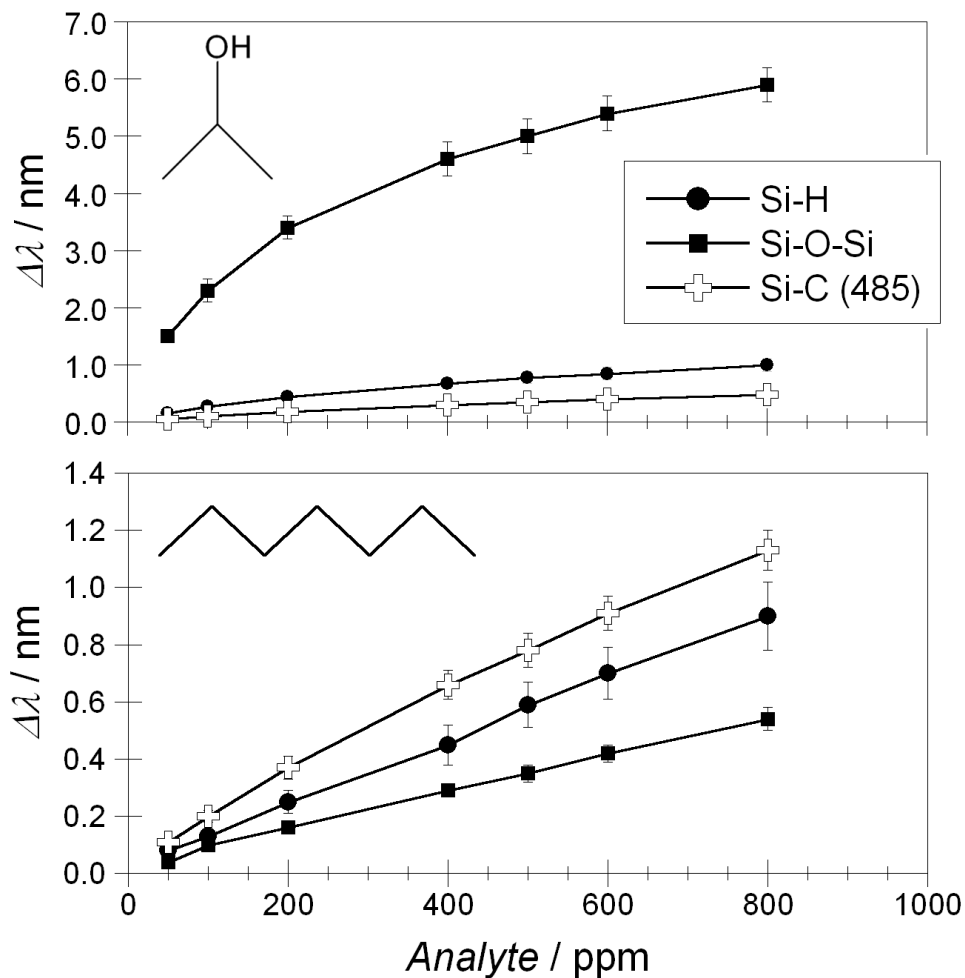 7.0
6.0
5.0
4.0
3.0
2.0
1.0
0.0
Δλ / nm
OH
Si-H
Si-O-Si
Si-C (485)
1.4
1.2
1.0
0.8
0.6
0.4
0.2
0.0
Δλ / nm
0 200 400 600 800 1000
Analyte / ppm